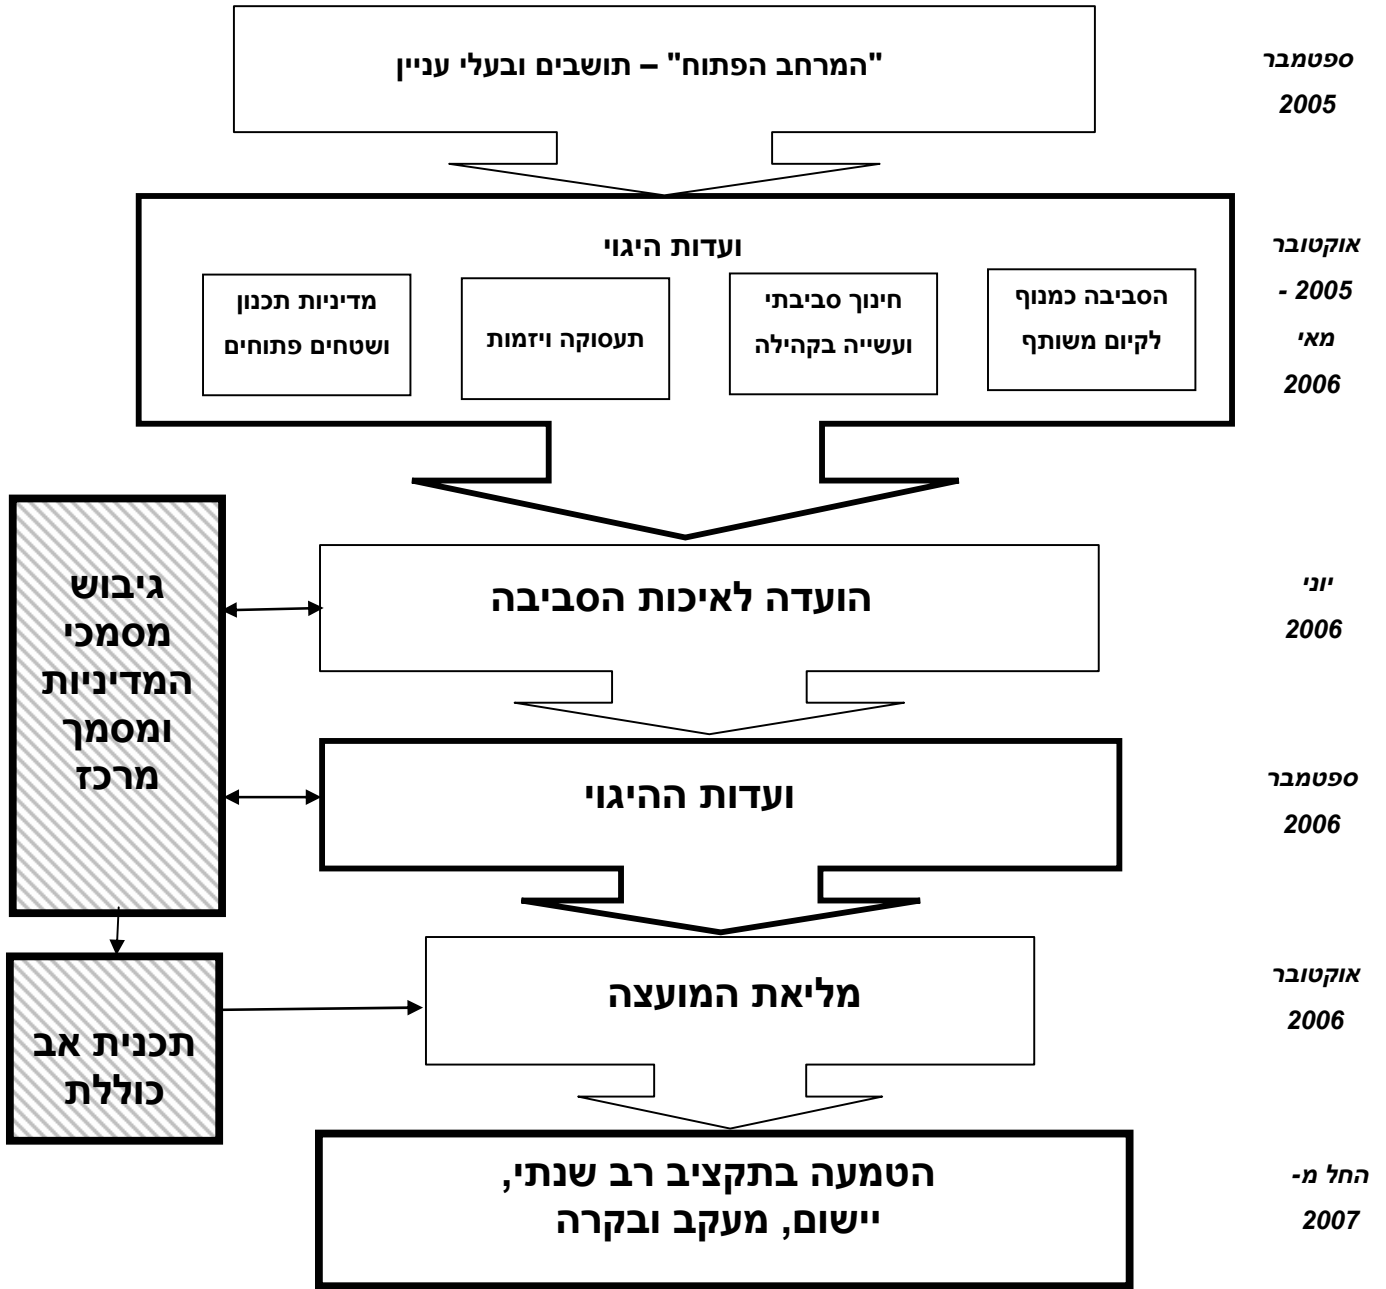 "המרחב הפתוח" – תושבים ובעלי עניין
ספטמבר
2005
ועדות היגוי
הסביבה כמנוף
לקיום משותף
חינוך סביבתי
ועשייה בקהילה
תעסוקה ויזמות
מדיניות תכנון
ושטחים פתוחים
אוקטובר
2005 -
מאי
2006
הועדה לאיכות הסביבה
יוני
2006
גיבוש
מסמכי
המדיניות
ומסמך
מרכז
ועדות ההיגוי
ספטמבר
2006
מליאת המועצה
אוקטובר
2006
תכנית אב
כוללת
הטמעה בתקציב רב שנתי,
יישום, מעקב ובקרה
החל מ-
2007